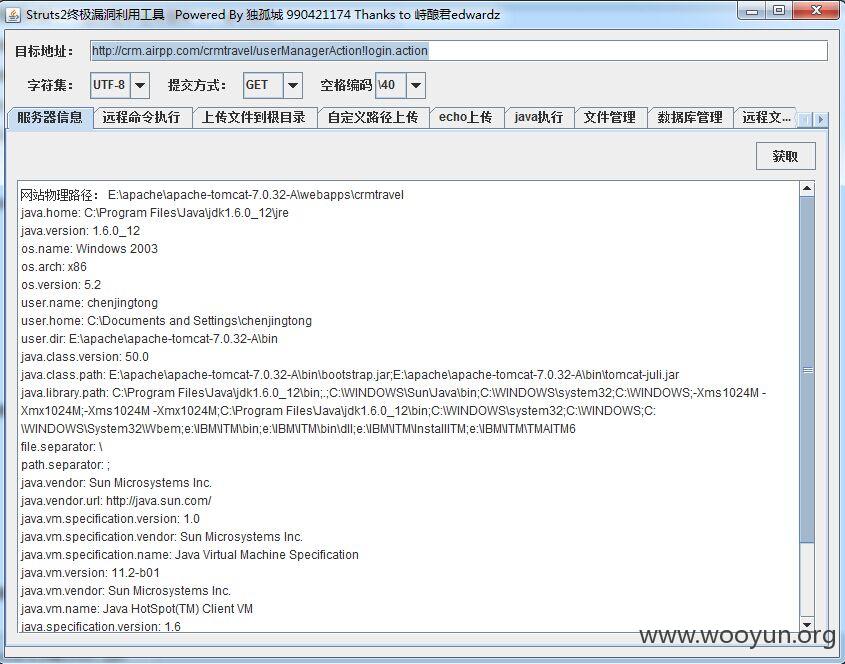 Struts2终极漏洞利用工具 Powered By 独孤城 990421174 Thanks to 峙酿君edwardz
目标地址：
http://crm.airpp.com/crmtravel/userManagerAction!login.action
字符集： UTF-8 提交方式： GET 空格编码 \40
服务器信息 远程命令执行 上传文件到根目录 自定义路径上传 echo上传 java执行 文件管理 数据库管理 远程文...
获取
网站物理路径： E:\apache\apache-tomcat-7.0.32-A\webapps\crmtravel
java.home: C:\Program Files\Java\jdk1.6.0_12\jre
java.version: 1.6.0_12
os.name: Windows 2003
os.arch: x86
os.version: 5.2
user.name: chenjingtong
user.home: C:\Documents and Settings\chenjingtong
user.dir: E:\apache\apache-tomcat-7.0.32-A\bin
java.class.version: 50.0
java.class.path: E:\apache\apache-tomcat-7.0.32-A\bin\bootstrap.jar;E:\apache\apache-tomcat-7.0.32-A\bin\tomcat-juli.jar
java.library.path: C:\Program Files\Java\jdk1.6.0_12\bin;.;C:\WINDOWS\Sun\Java\bin;C:\WINDOWS\system32;C:\WINDOWS;-Xms1024M -
Xmx1024M;-Xms1024M -Xmx1024M;C:\Program Files\Java\jdk1.6.0_12\bin;C:\WINDOWS\system32;C:\WINDOWS;C:
\WINDOWS\System32\Wbem;e:\IBM\ITM\bin;e:\IBM\ITM\bin\dll;e:\IBM\ITM\InstallITM;e:\IBM\ITM\TMAITM6
file.separator: \
path.separator: ;
java.vendor: Sun Microsystems Inc.
java.vendor.url: http://java.sun.com/
java.vm.specification.version: 1.0
java.vm.specification.vendor: Sun Microsystems Inc.
java.vm.specification.name: Java Virtual Machine Specification
java.vm.version: 11.2-b01
java.vm.vendor: Sun Microsystems Inc.
java.vm.name: Java HotSpot(TM) Client VM
java.specification.version: 1.6
www.wooyun.org